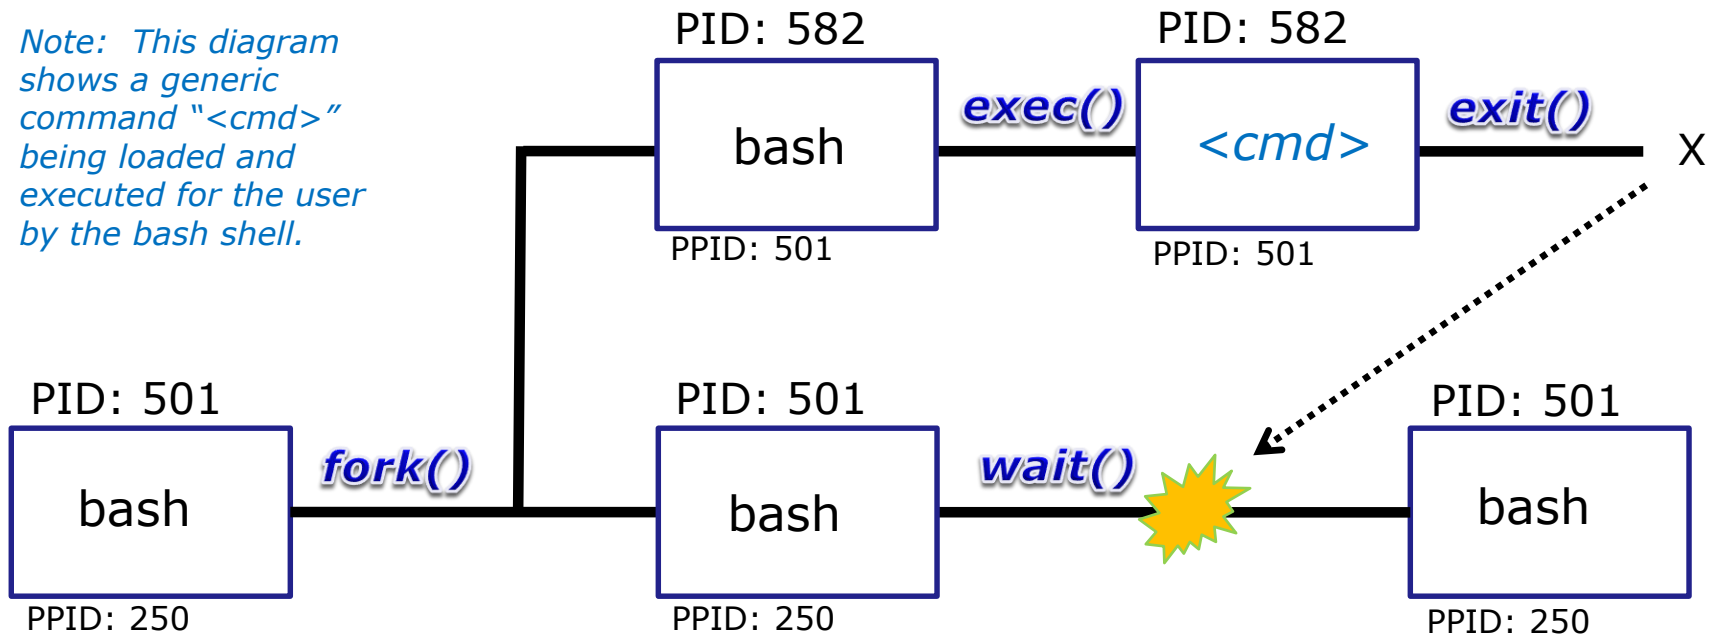 Note:  This diagram
shows a generic
command “<cmd>”
being loaded and
executed for the user
by the bash shell.
PID: 582
bash
PPID: 501
exec()
PID: 582
<cmd>
PPID: 501
exit()
X
PID: 501
bash
PPID: 250
fork()
PID: 501
bash
PPID: 250
wait()
PID: 501
bash
PPID: 250